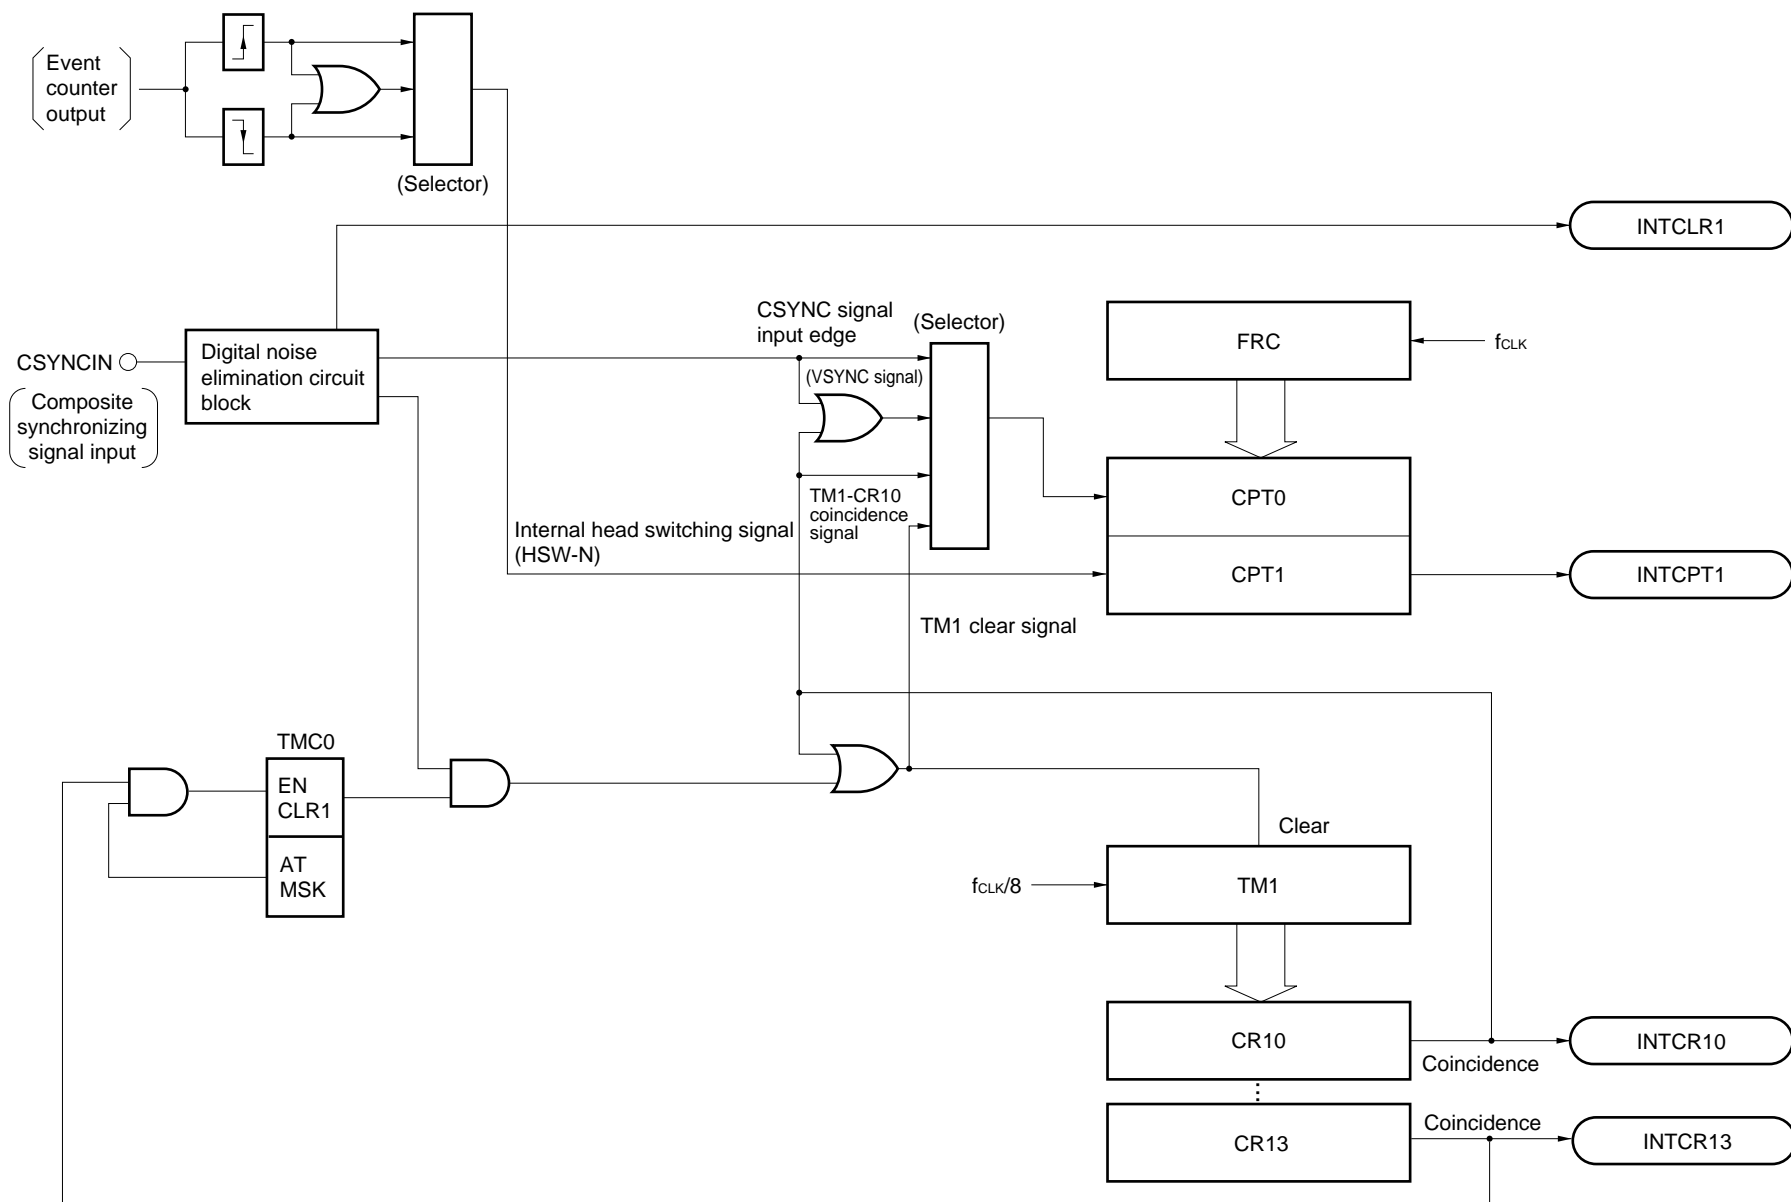 Event
counter
output
(Selector)
INTCLR1
CSYNC signal
input edge
(Selector)
FRC
fCLK
CSYNCIN
Digital noise
elimination circuit
block
(VSYNC signal)
Composite
synchronizing
signal input
CPT0
TM1-CR10
coincidence
signal
Internal head switching signal
(HSW-N)
CPT1
INTCPT1
TM1 clear signal
TMC0
EN
CLR1
AT
MSK
Clear
fCLK/8
TM1
CR10
Coincidence
INTCR10
CR13
Coincidence
INTCR13